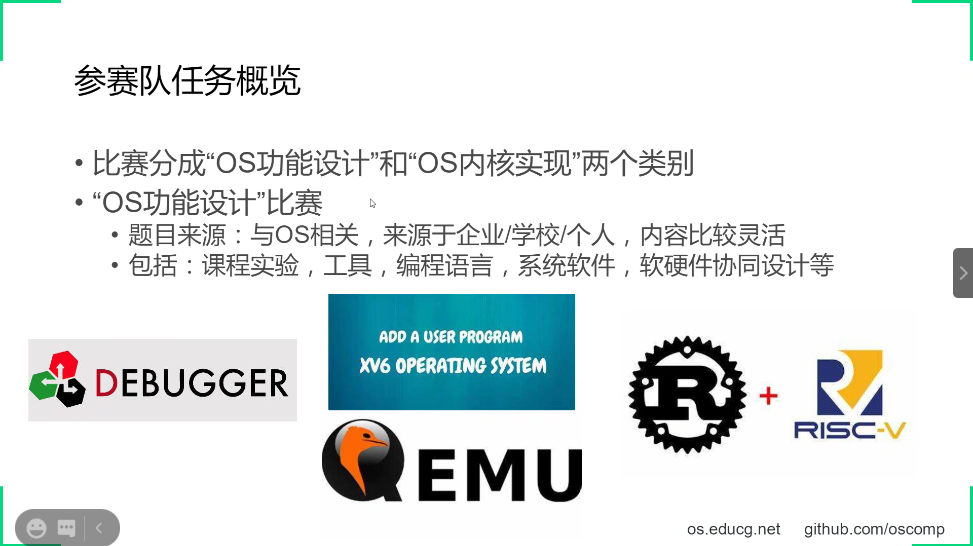 参赛队任务概览
• 比赛分成“OS功能设计”和“OS内核实现”两个类别
• “OS功能设计”比赛
• 题目来源：与OS相关，来源于企业/学校/个人，内容比较灵活
• 包括：课程实验，工具，编程语言，系统软件，软硬件协同设计等
DEBUGGER
ADD A USER PROGRAM
XV6 OPERATING SYSTEM
QEMU
R + RISC-V
os.educg.net github.com/oscomp